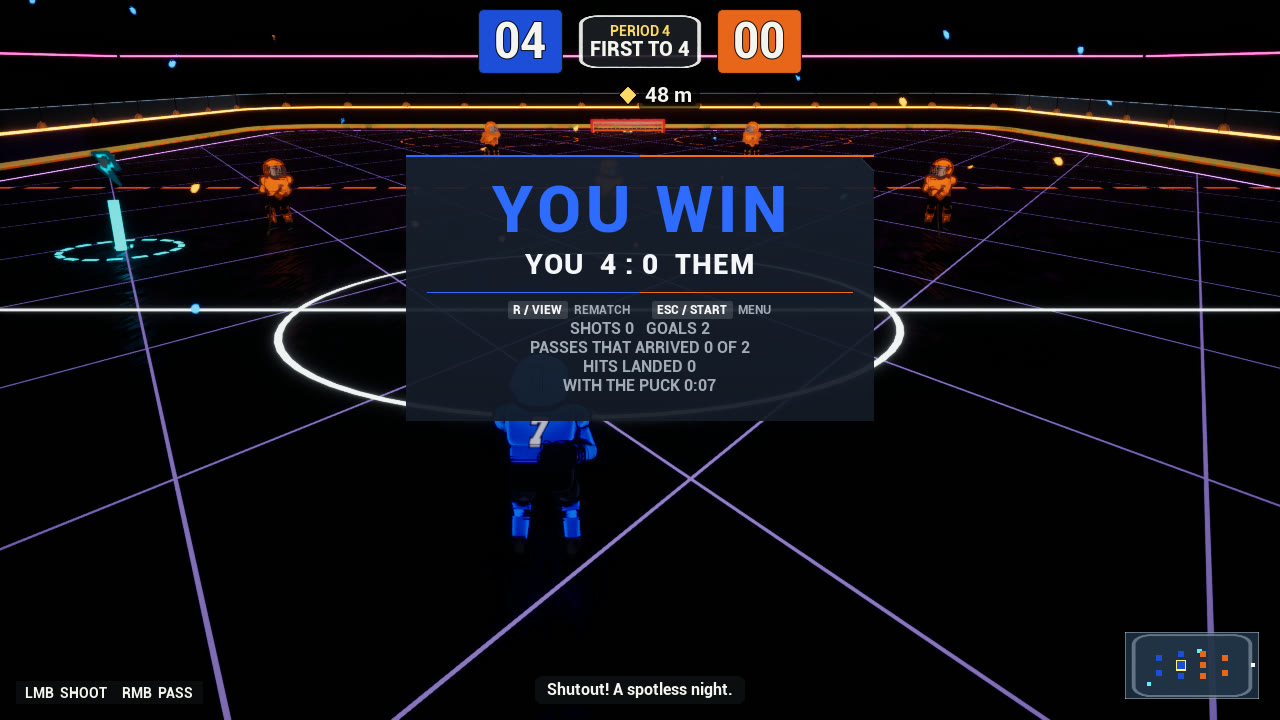 04
PERIOD 4
FIRST TO 4
00
48 m
YOU WIN
YOU 4 : 0 THEM
R / VIEW REMATCH ESC / START MENU
SHOTS 0 GOALS 2
PASSES THAT ARRIVED 0 OF 2
HITS LANDED 0
WITH THE PUCK 0:07
7
LMB SHOOT RMB PASS
Shutout! A spotless night.